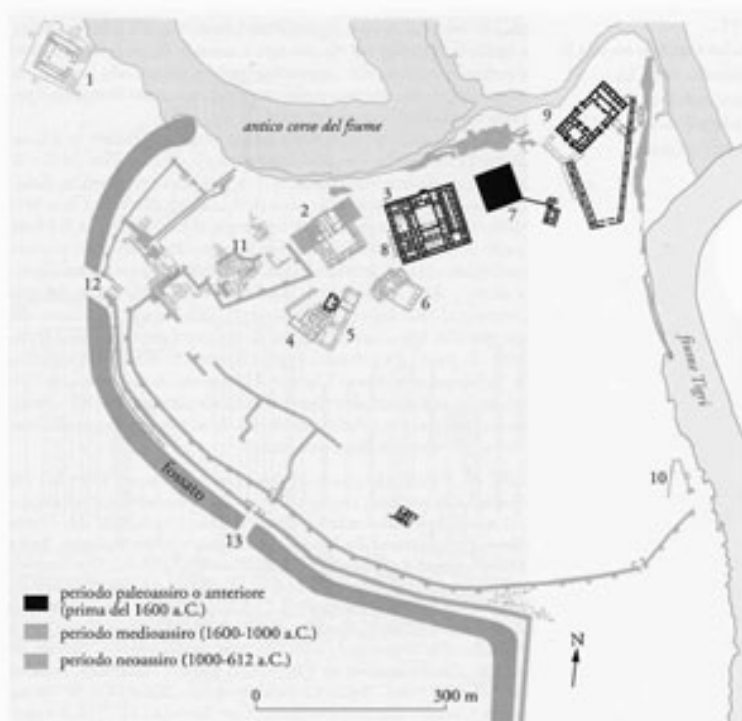 1
antico corso del fiume
9
2
3
7
8
11
12
6
4
5
fiume Tigri
10
fossato
13
periodo paleoassiro o anteriore
(prima del 1600 a.C.)
periodo medioassiro (1600-1000 a.C.)
periodo neoassiro (1000-612 a.C.)
N
0
300 m